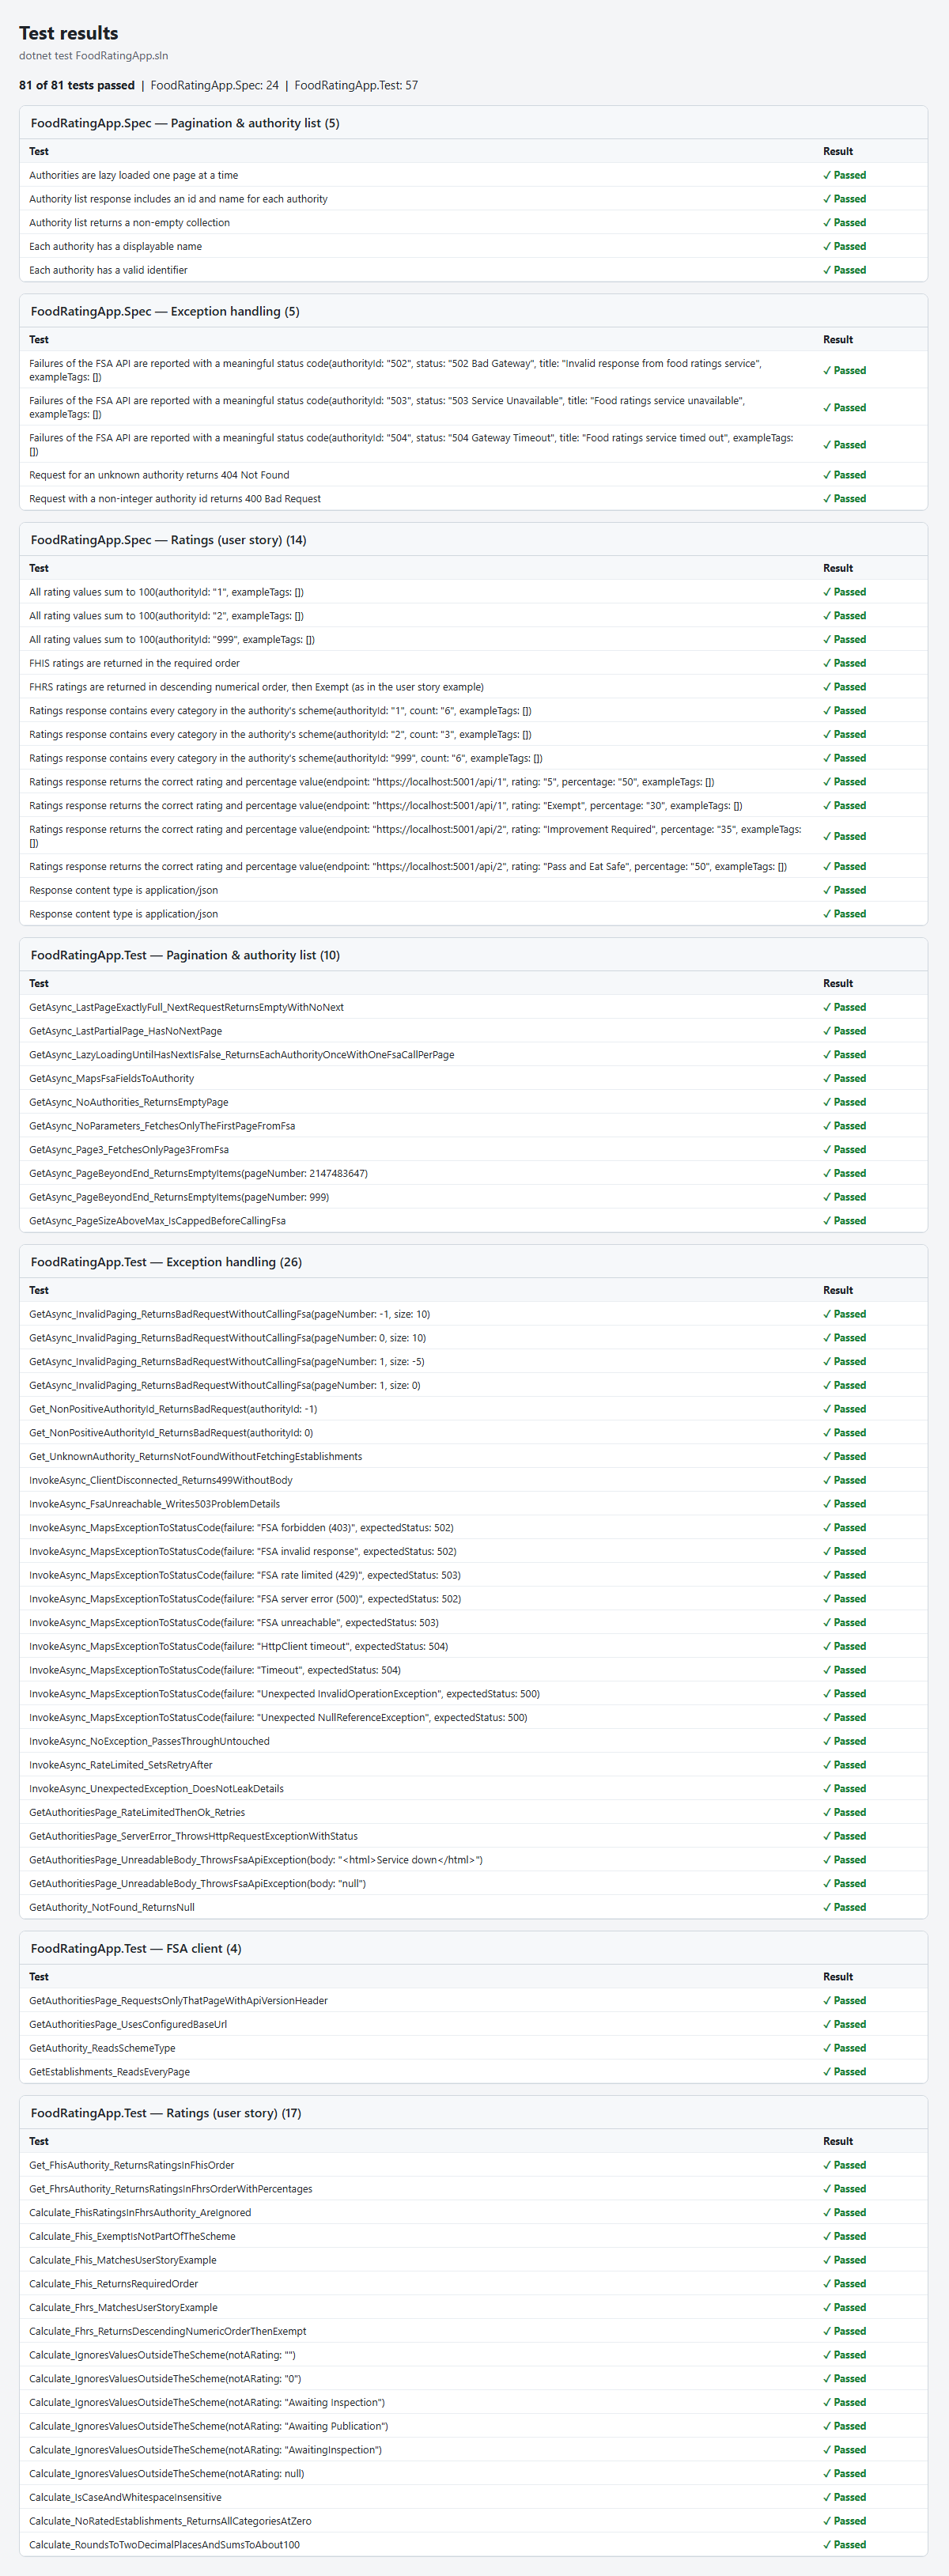 Test results
dotnet test FoodRatingApp.sln
81 of 81 tests passed | FoodRatingApp.Spec: 24 | FoodRatingApp.Test: 57
FoodRatingApp.Spec — Pagination & authority list (5)
Test Result
Authorities are lazy loaded one page at a time ✓ Passed
Authority list response includes an id and name for each authority ✓ Passed
Authority list returns a non-empty collection ✓ Passed
Each authority has a displayable name ✓ Passed
Each authority has a valid identifier ✓ Passed
FoodRatingApp.Spec — Exception handling (5)
Test Result
Failures of the FSA API are reported with a meaningful status code(authorityId: "502", status: "502 Bad Gateway", title: "Invalid response from food ratings service",
exampleTags: []) ✓ Passed
Failures of the FSA API are reported with a meaningful status code(authorityId: "503", status: "503 Service Unavailable", title: "Food ratings service unavailable",
exampleTags: []) ✓ Passed
Failures of the FSA API are reported with a meaningful status code(authorityId: "504", status: "504 Gateway Timeout", title: "Food ratings service timed out", exampleTags:
[]) ✓ Passed
Request for an unknown authority returns 404 Not Found ✓ Passed
Request with a non-integer authority id returns 400 Bad Request ✓ Passed
FoodRatingApp.Spec — Ratings (user story) (14)
Test Result
All rating values sum to 100(authorityId: "1", exampleTags: []) ✓ Passed
All rating values sum to 100(authorityId: "2", exampleTags: []) ✓ Passed
All rating values sum to 100(authorityId: "999", exampleTags: []) ✓ Passed
FHIS ratings are returned in the required order ✓ Passed
FHRS ratings are returned in descending numerical order, then Exempt (as in the user story example) ✓ Passed
Ratings response contains every category in the authority's scheme(authorityId: "1", count: "6", exampleTags: []) ✓ Passed
Ratings response contains every category in the authority's scheme(authorityId: "2", count: "3", exampleTags: []) ✓ Passed
Ratings response contains every category in the authority's scheme(authorityId: "999", count: "6", exampleTags: []) ✓ Passed
Ratings response returns the correct rating and percentage value(endpoint: "https://localhost:5001/api/1", rating: "5", percentage: "50", exampleTags: []) ✓ Passed
Ratings response returns the correct rating and percentage value(endpoint: "https://localhost:5001/api/1", rating: "Exempt", percentage: "30", exampleTags: []) ✓ Passed
Ratings response returns the correct rating and percentage value(endpoint: "https://localhost:5001/api/2", rating: "Improvement Required", percentage: "35", exampleTags:
[]) ✓ Passed
Ratings response returns the correct rating and percentage value(endpoint: "https://localhost:5001/api/2", rating: "Pass and Eat Safe", percentage: "50", exampleTags: []) ✓ Passed
Response content type is application/json ✓ Passed
Response content type is application/json ✓ Passed
FoodRatingApp.Test — Pagination & authority list (10)
Test Result
GetAsync_LastPageExactlyFull_NextRequestReturnsEmptyWithNoNext ✓ Passed
GetAsync_LastPartialPage_HasNoNextPage ✓ Passed
GetAsync_LazyLoadingUntilHasNextIsFalse_ReturnsEachAuthorityOnceWithOneFsaCallPerPage ✓ Passed
GetAsync_MapsFsaFieldsToAuthority ✓ Passed
GetAsync_NoAuthorities_ReturnsEmptyPage ✓ Passed
GetAsync_NoParameters_FetchesOnlyTheFirstPageFromFsa ✓ Passed
GetAsync_Page3_FetchesOnlyPage3FromFsa ✓ Passed
GetAsync_PageBeyondEnd_ReturnsEmptyItems(pageNumber: 2147483647) ✓ Passed
GetAsync_PageBeyondEnd_ReturnsEmptyItems(pageNumber: 999) ✓ Passed
GetAsync_PageSizeAboveMax_IsCappedBeforeCallingFsa ✓ Passed
FoodRatingApp.Test — Exception handling (26)
Test Result
GetAsync_InvalidPaging_ReturnsBadRequestWithoutCallingFsa(pageNumber: -1, size: 10) ✓ Passed
GetAsync_InvalidPaging_ReturnsBadRequestWithoutCallingFsa(pageNumber: 0, size: 10) ✓ Passed
GetAsync_InvalidPaging_ReturnsBadRequestWithoutCallingFsa(pageNumber: 1, size: -5) ✓ Passed
GetAsync_InvalidPaging_ReturnsBadRequestWithoutCallingFsa(pageNumber: 1, size: 0) ✓ Passed
Get_NonPositiveAuthorityId_ReturnsBadRequest(authorityId: -1) ✓ Passed
Get_NonPositiveAuthorityId_ReturnsBadRequest(authorityId: 0) ✓ Passed
Get_UnknownAuthority_ReturnsNotFoundWithoutFetchingEstablishments ✓ Passed
InvokeAsync_ClientDisconnected_Returns499WithoutBody ✓ Passed
InvokeAsync_FsaUnreachable_Writes503ProblemDetails ✓ Passed
InvokeAsync_MapsExceptionToStatusCode(failure: "FSA forbidden (403)", expectedStatus: 502) ✓ Passed
InvokeAsync_MapsExceptionToStatusCode(failure: "FSA invalid response", expectedStatus: 502) ✓ Passed
InvokeAsync_MapsExceptionToStatusCode(failure: "FSA rate limited (429)", expectedStatus: 503) ✓ Passed
InvokeAsync_MapsExceptionToStatusCode(failure: "FSA server error (500)", expectedStatus: 502) ✓ Passed
InvokeAsync_MapsExceptionToStatusCode(failure: "FSA unreachable", expectedStatus: 503) ✓ Passed
InvokeAsync_MapsExceptionToStatusCode(failure: "HttpClient timeout", expectedStatus: 504) ✓ Passed
InvokeAsync_MapsExceptionToStatusCode(failure: "Timeout", expectedStatus: 504) ✓ Passed
InvokeAsync_MapsExceptionToStatusCode(failure: "Unexpected InvalidOperationException", expectedStatus: 500) ✓ Passed
InvokeAsync_MapsExceptionToStatusCode(failure: "Unexpected NullReferenceException", expectedStatus: 500) ✓ Passed
InvokeAsync_NoException_PassesThroughUntouched ✓ Passed
InvokeAsync_RateLimited_SetsRetryAfter ✓ Passed
InvokeAsync_UnexpectedException_DoesNotLeakDetails ✓ Passed
GetAuthoritiesPage_RateLimitedThenOk_Retries ✓ Passed
GetAuthoritiesPage_ServerError_ThrowsHttpRequestExceptionWithStatus ✓ Passed
GetAuthoritiesPage_UnreadableBody_ThrowsFsaApiException(body: "<html>Service down</html>") ✓ Passed
GetAuthoritiesPage_UnreadableBody_ThrowsFsaApiException(body: "null") ✓ Passed
GetAuthority_NotFound_ReturnsNull ✓ Passed
FoodRatingApp.Test — FSA client (4)
Test Result
GetAuthoritiesPage_RequestsOnlyThatPageWithApiVersionHeader ✓ Passed
GetAuthoritiesPage_UsesConfiguredBaseUrl ✓ Passed
GetAuthority_ReadsSchemeType ✓ Passed
GetEstablishments_ReadsEveryPage ✓ Passed
FoodRatingApp.Test — Ratings (user story) (17)
Test Result
Get_FhisAuthority_ReturnsRatingsInFhisOrder ✓ Passed
Get_FhrsAuthority_ReturnsRatingsInFhrsOrderWithPercentages ✓ Passed
Calculate_FhisRatingsInFhrsAuthority_AreIgnored ✓ Passed
Calculate_Fhis_ExemptIsNotPartOfTheScheme ✓ Passed
Calculate_Fhis_MatchesUserStoryExample ✓ Passed
Calculate_Fhis_ReturnsRequiredOrder ✓ Passed
Calculate_Fhrs_MatchesUserStoryExample ✓ Passed
Calculate_Fhrs_ReturnsDescendingNumericOrderThenExempt ✓ Passed
Calculate_IgnoresValuesOutsideTheScheme(notARating: "") ✓ Passed
Calculate_IgnoresValuesOutsideTheScheme(notARating: "0") ✓ Passed
Calculate_IgnoresValuesOutsideTheScheme(notARating: "Awaiting Inspection") ✓ Passed
Calculate_IgnoresValuesOutsideTheScheme(notARating: "Awaiting Publication") ✓ Passed
Calculate_IgnoresValuesOutsideTheScheme(notARating: "AwaitingInspection") ✓ Passed
Calculate_IgnoresValuesOutsideTheScheme(notARating: null) ✓ Passed
Calculate_IsCaseAndWhitespaceInsensitive ✓ Passed
Calculate_NoRatedEstablishments_ReturnsAllCategoriesAtZero ✓ Passed
Calculate_RoundsToTwoDecimalPlacesAndSumsToAbout100 ✓ Passed